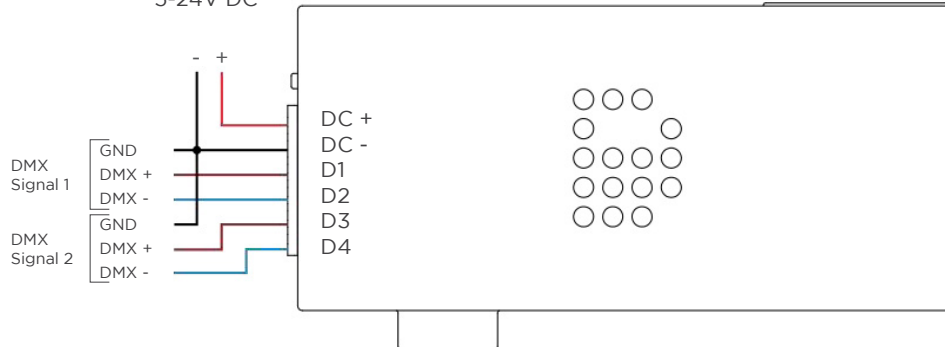 5-24V DC
- +
DC +
DC -
D1
D2
D3
D4
DMX
Signal 1
GND
DMX +
DMX -
DMX
Signal 2
GND
DMX +
DMX -